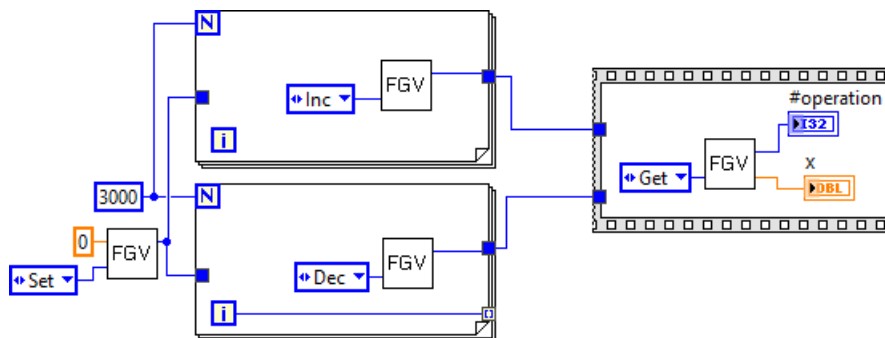 N
Inc
FGV
i
#operation
I32
x
Get
FGV
DBL
3000
N
0
FGV
Set
Dec
FGV
i
[]